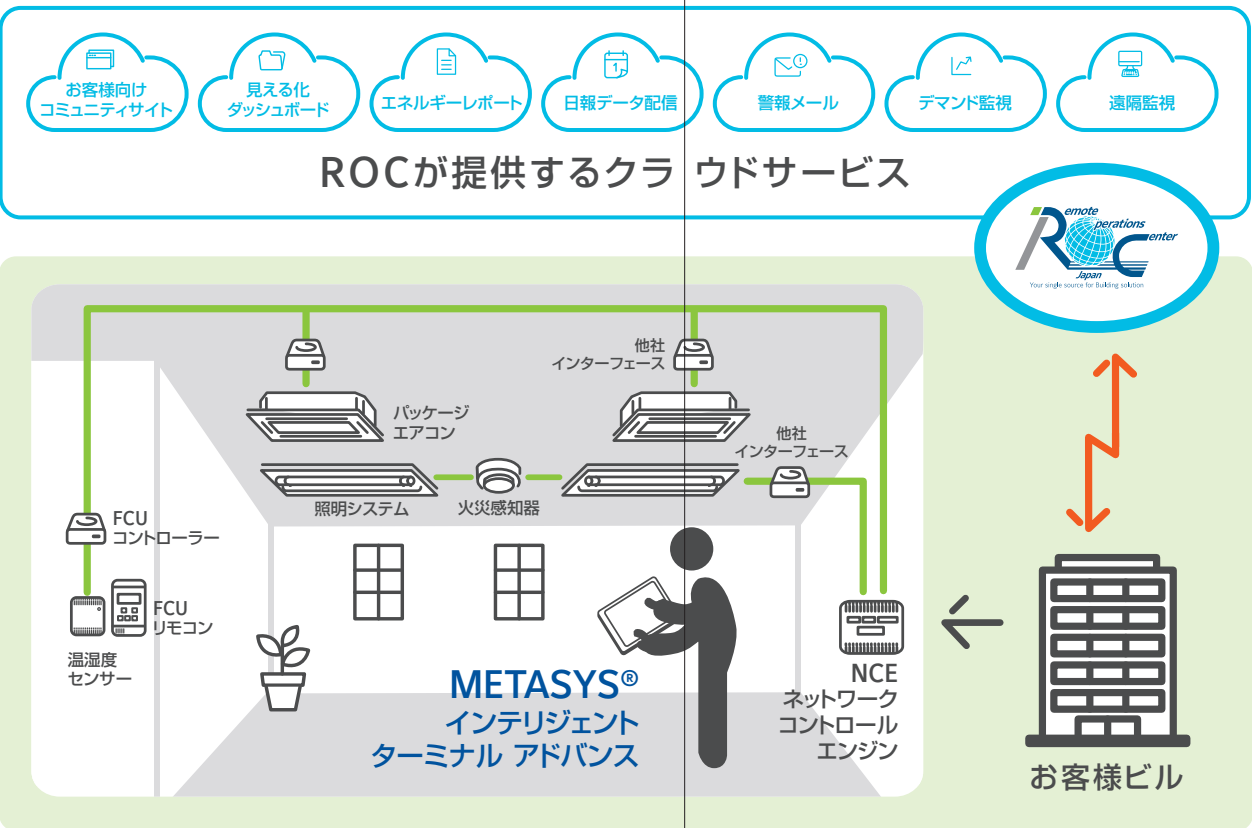 お客様向け
コミュニティサイト
見える化
ダッシュボード
エネルギーレポート
1
日報データ配信
警報メール
デマンド監視
遠隔監視
ROCが提供するクラウドサービス
Remote
Operations
Center
Japan
Your single source for Building solution
他社
インターフェース
パッケージ
エアコン
他社
インターフェース
照明システム
火災感知器
FCU
コントローラー
FCU
リモコン
温湿度
センサー
METASYS®
インテリジェント
ターミナル アドバンス
NCE
ネットワーク
コントロール
エンジン
お客様ビル